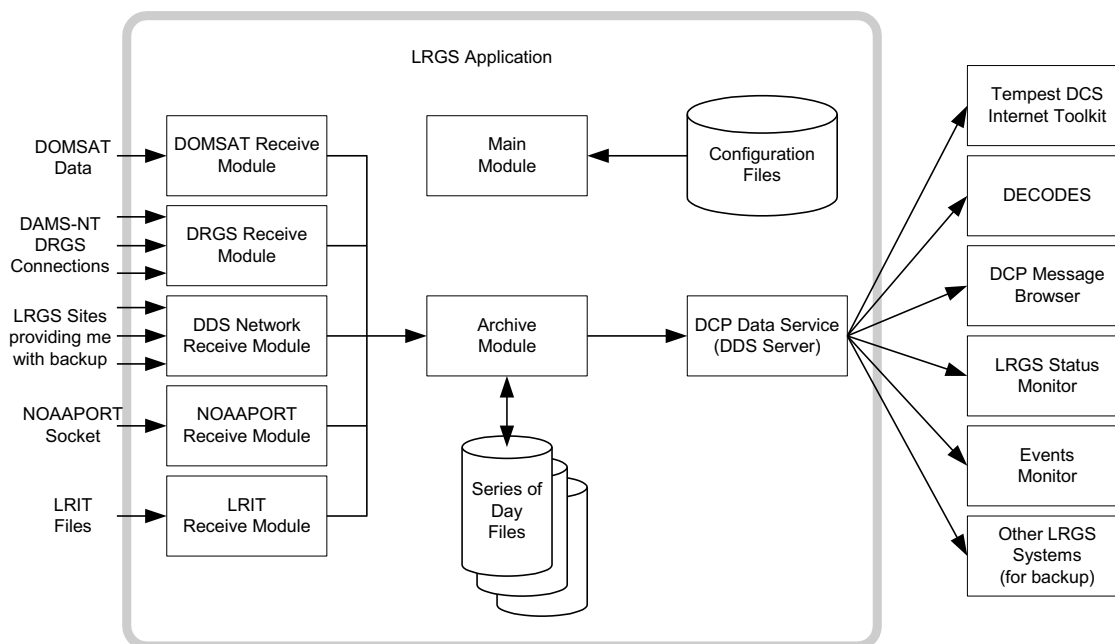 LRGS Application
DOMSAT
Data
DOMSAT Receive
Module
DAMS-NT
DRGS
Connections
DRGS Receive
Module
LRGS Sites
providing me
with backup
DDS Network
Receive Module
NOAAPORT
Socket
NOAAPORT
Receive Module
LRIT
Files
LRIT
Receive Module
Main
Module
Configuration
Files
Archive
Module
Series of
Day
Files
DCP Data Service
(DDS Server)
Tempest DCS
Internet Toolkit
DECODES
DCP Message
Browser
LRGS Status
Monitor
Events
Monitor
Other LRGS
Systems
(for backup)